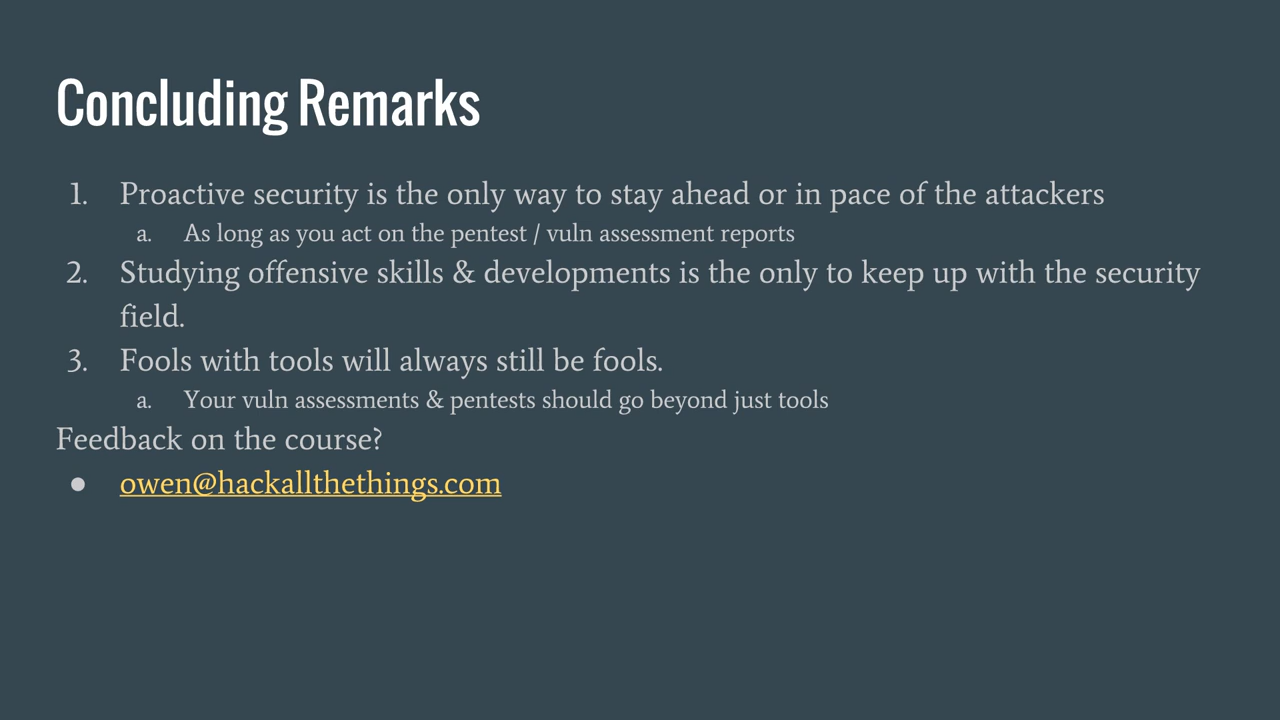 Concluding Remarks
1. Proactive security is the only way to stay ahead or in pace of the attackers
a. As long as you act on the pentest / vuln assessment reports
2. Studying offensive skills & developments is the only to keep up with the security
field.
3. Fools with tools will always still be fools.
a. Your vuln assessments & pentests should go beyond just tools
Feedback on the course?
● owen@hackallthethings.com